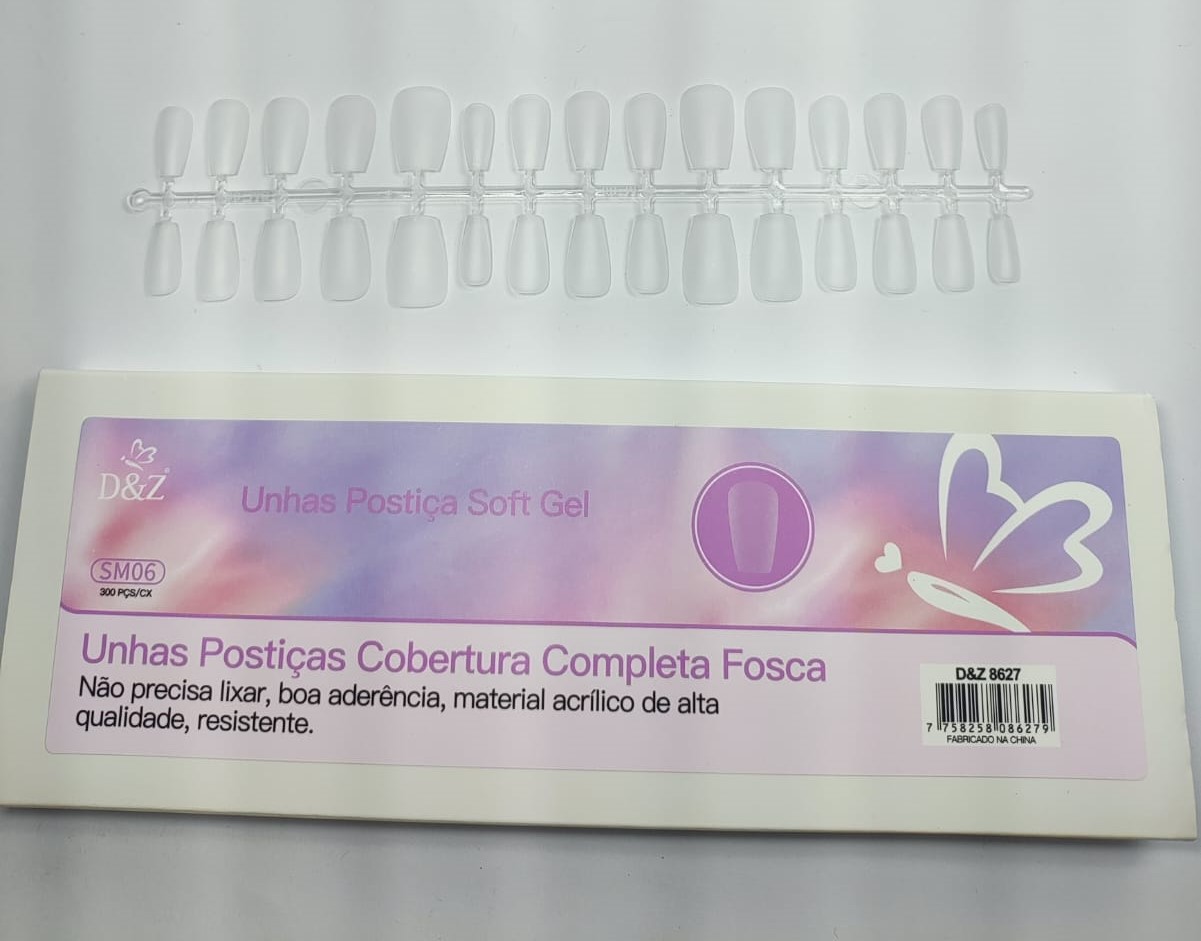 D&Z
Unhas Postiça Soft Gel
SM06
300 PÇS/CX
Unhas Postiças Cobertura Completa Fosca
Não precisa lixar, boa aderência, material acrílico de alta
qualidade, resistente.
D&Z 8627
7 758258 086279
FABRICADO NA CHINA